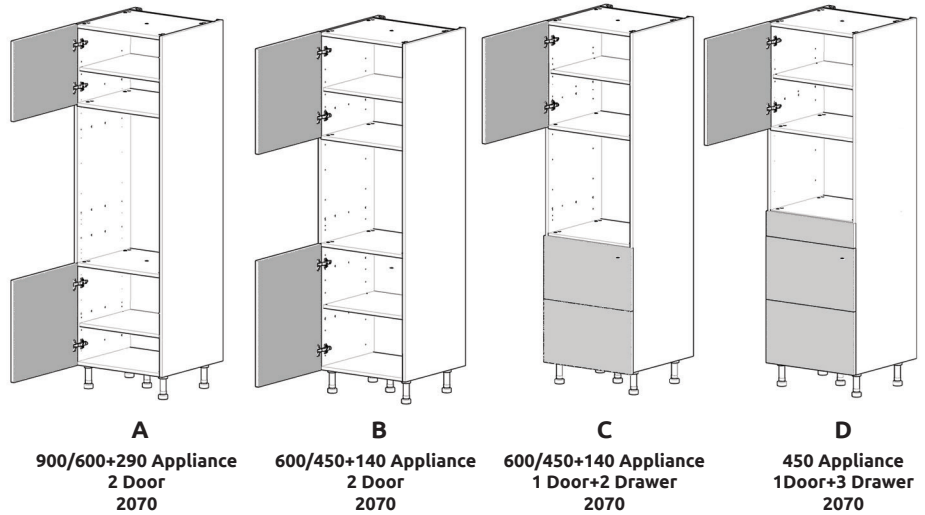 A
900/600+290 Appliance
2 Door
2070
B
600/450+140 Appliance
2 Door
2070
C
600/450+140 Appliance
1 Door+2 Drawer
2070
D
450 Appliance
1Door+3 Drawer
2070